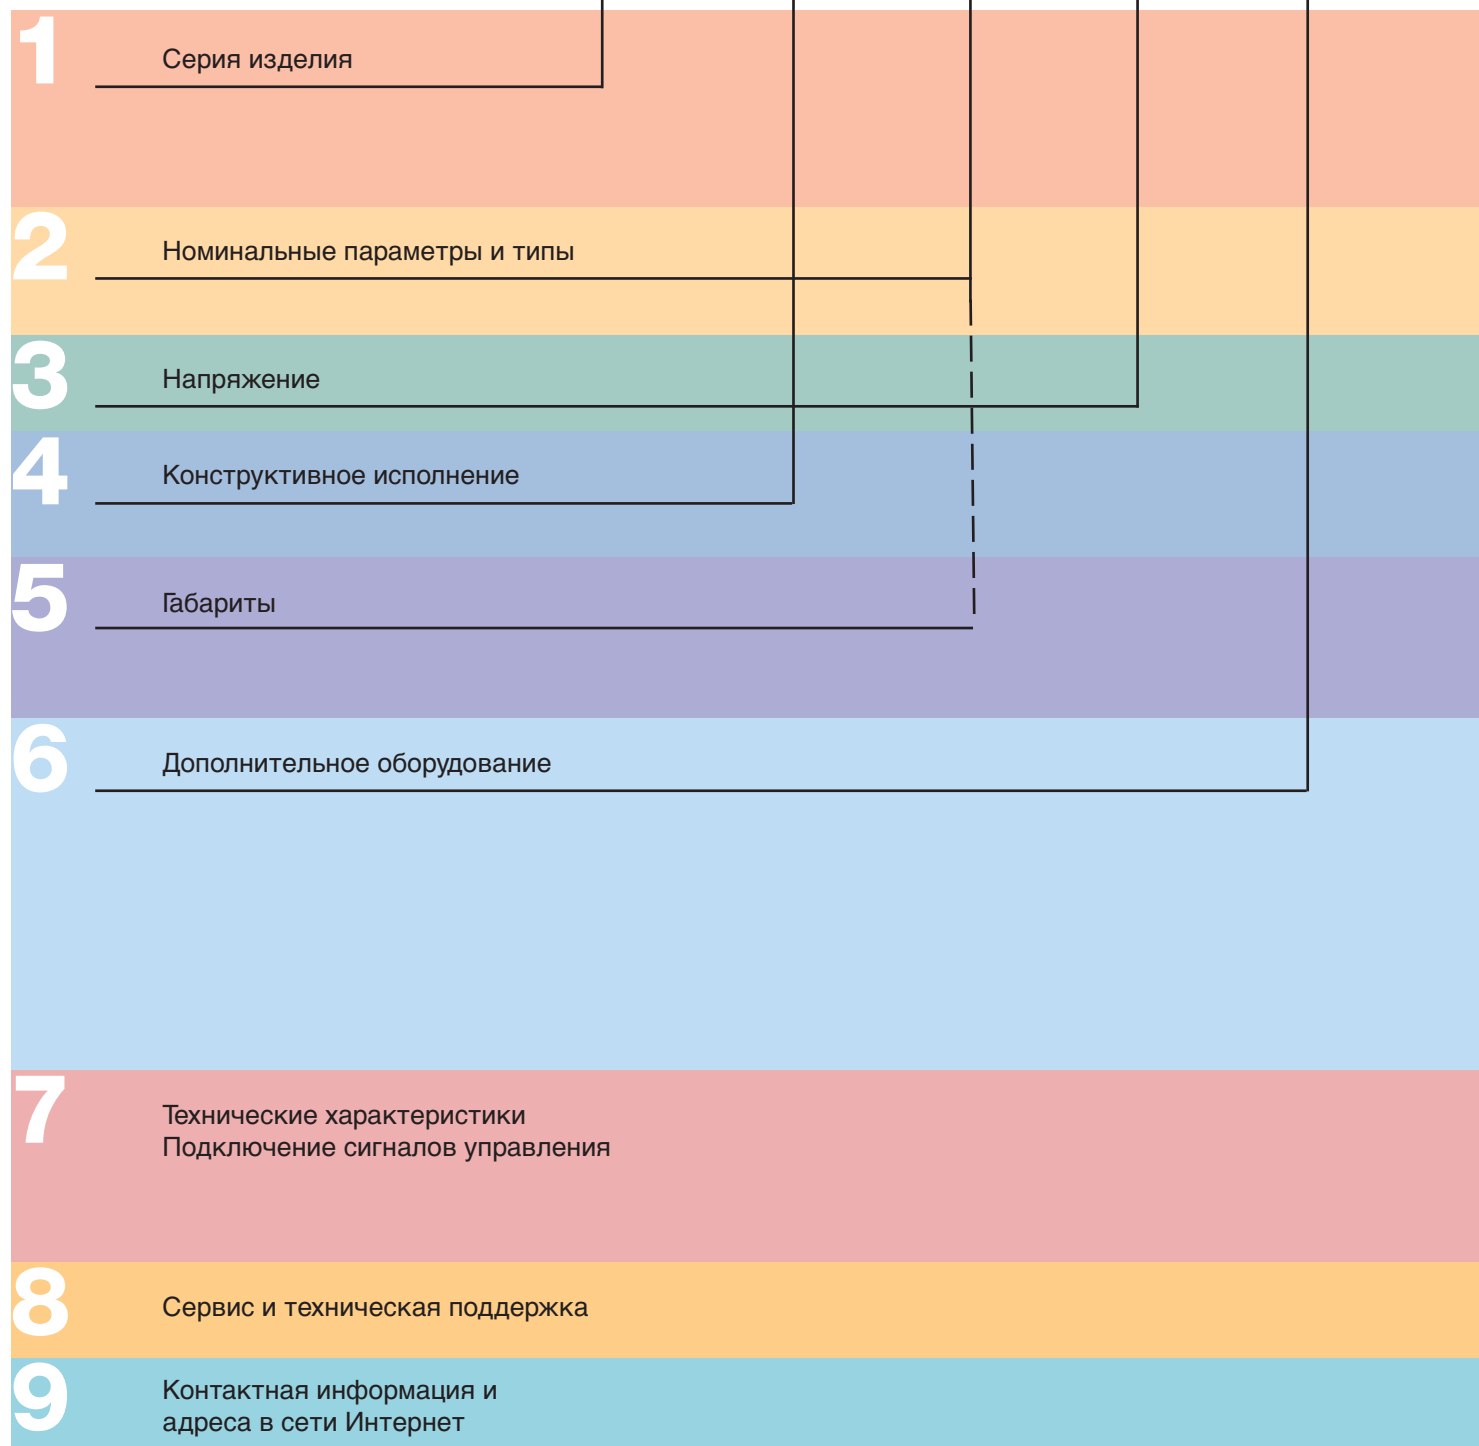 1
Серия изделия
2
Номинальные параметры и типы
3
Напряжение
4
Конструктивное исполнение
5
Габариты
6
Дополнительное оборудование
7
Технические характеристики
Подключение сигналов управления
8
Сервис и техническая поддержка
9
Контактная информация и
адреса в сети Интернет